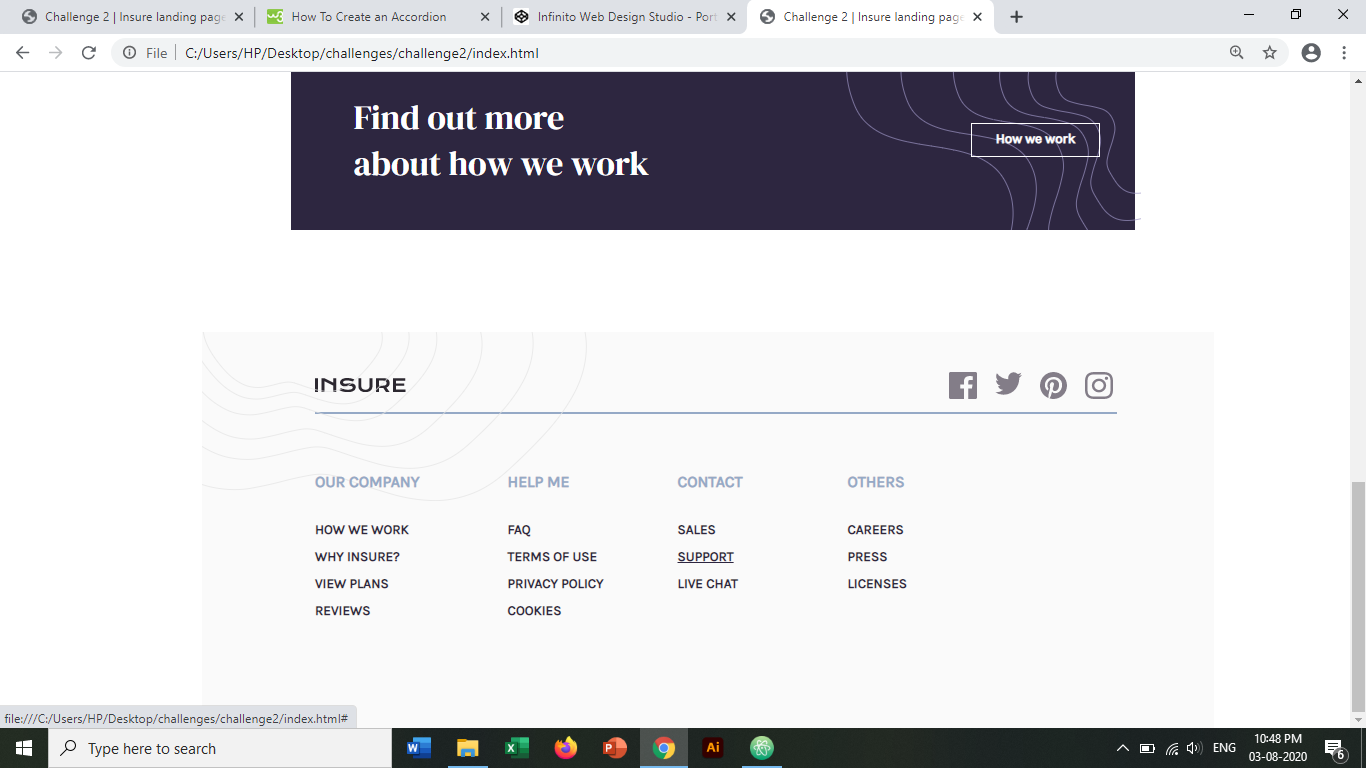 Challenge 2 | Insure landing page
How To Create an Accordion
Infinito Web Design Studio - Port
Challenge 2 | Insure landing page
File
C:/Users/HP/Desktop/challenges/challenge2/index.html
Find out more
about how we work
How we work
INSURE
OUR COMPANY
HOW WE WORK
WHY INSURE?
VIEW PLANS
REVIEWS
HELP ME
FAQ
TERMS OF USE
PRIVACY POLICY
COOKIES
CONTACT
SALES
SUPPORT
LIVE CHAT
OTHERS
CAREERS
PRESS
LICENSES
file:///C:/Users/HP/Desktop/challenges/challenge2/index.html#
Type here to search
Ai
ENG
10:48 PM
03-08-2020
6